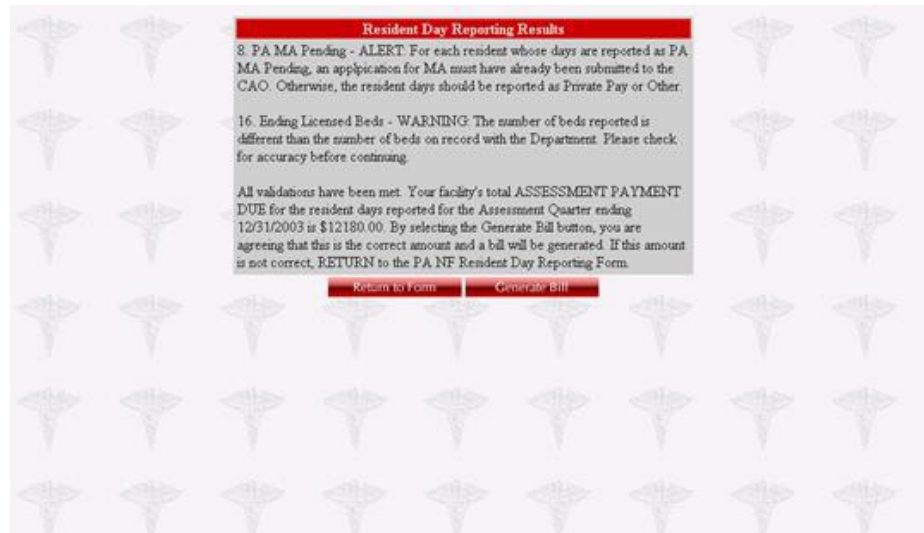 Resident Day Reporting Results
8. PA MA Pending - ALERT: For each resident whose days are reported as PA
MA Pending, an applpication for MA must have already been submitted to the
CAO. Otherwise, the resident days should be reported as Private Pay or Other.
16. Ending Licensed Beds - WARNING: The number of beds reported is
different than the number of beds on record with the Department. Please check
for accuracy before continuing.
All validations have been met. Your facility's total ASSESSMENT PAYMENT
DUE for the resident days reported for the Assessment Quarter ending
12/31/2003 is $12180.00. By selecting the Generate Bill button, you are
agreeing that this is the correct amount and a bill will be generated. If this amount
is not correct, RETURN to the PA NF Resident Day Reporting Form.
Return to Form Generate Bill